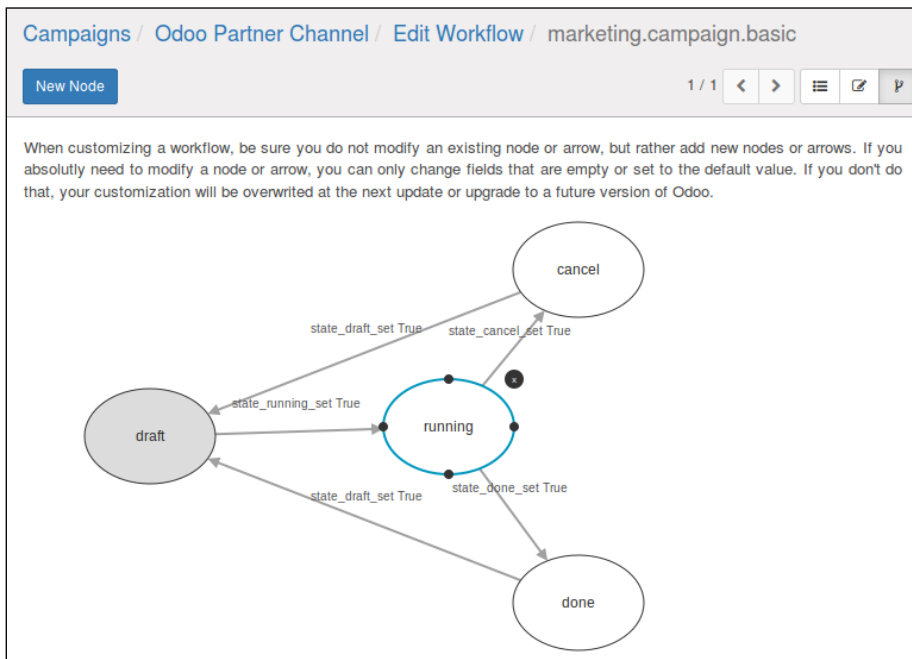 Campaigns / Odoo Partner Channel / Edit Workflow / marketing.campaign.basic
New Node
1 / 1
When customizing a workflow, be sure you do not modify an existing node or arrow, but rather add new nodes or arrows. If you
absolutly need to modify a node or arrow, you can only change fields that are empty or set to the default value. If you don't do
that, your customization will be overwrited at the next update or upgrade to a future version of Odoo.
cancel
state_draft_set True
state_cancel_set True
x
state_running_set True
running
draft
state_done_set True
state_draft_set True
done